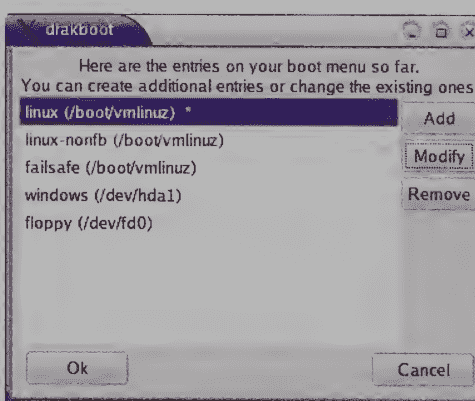 drakboot
Here are the entries on your boot menu so far.
You can create additional entries or change the existing ones
linux (/boot/vmlinuz) *
Add
linux-nonfb (/boot/vmlinuz)
Modify
failsafe (/boot/vmlinuz)
Remove
windows (/dev/hda1)
floppy (/dev/fd0)
Ok
Cancel